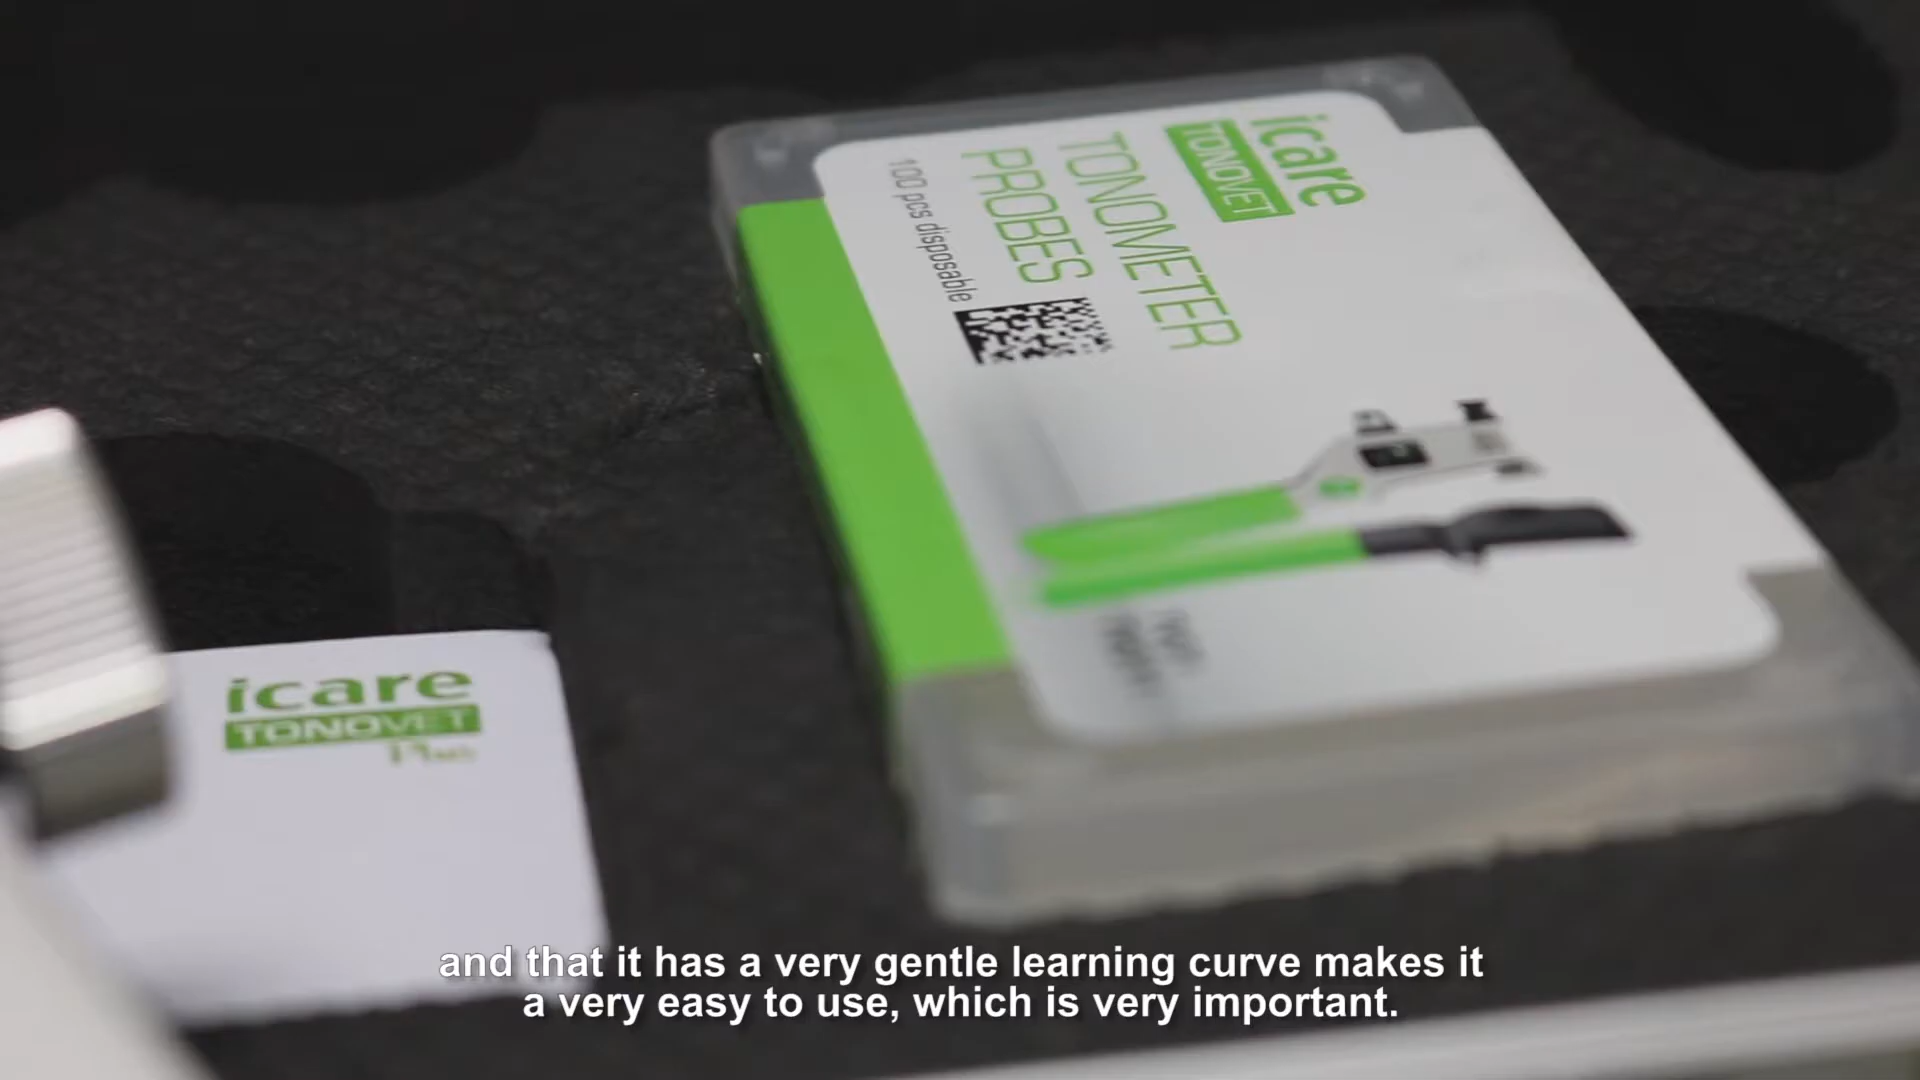 icare
TONOVET
TONOMETER
PROBES
100 pcs disposable
icare
TONOVET
Plus
and that it has a very gentle learning curve makes it
a very easy to use, which is very important.